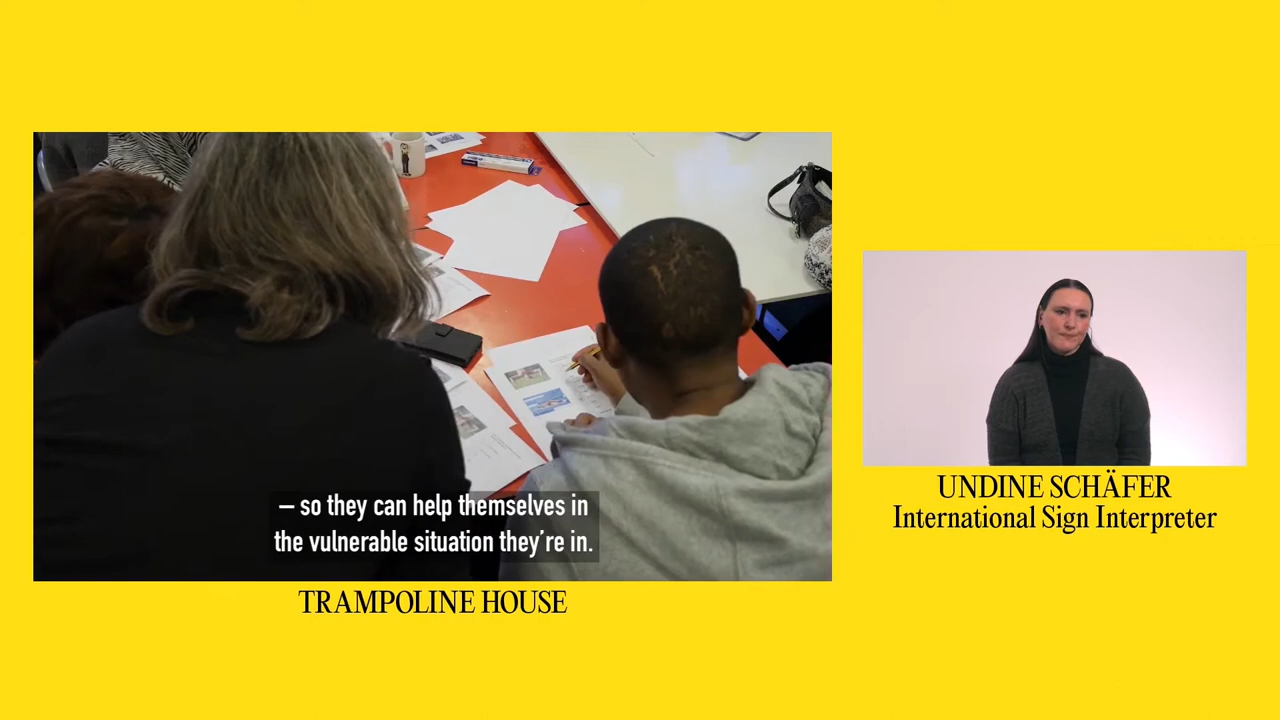 – so they can help themselves in
the vulnerable situation they're in.
TRAMPOLINE HOUSE
UNDINE SCHÄFER
International Sign Interpreter